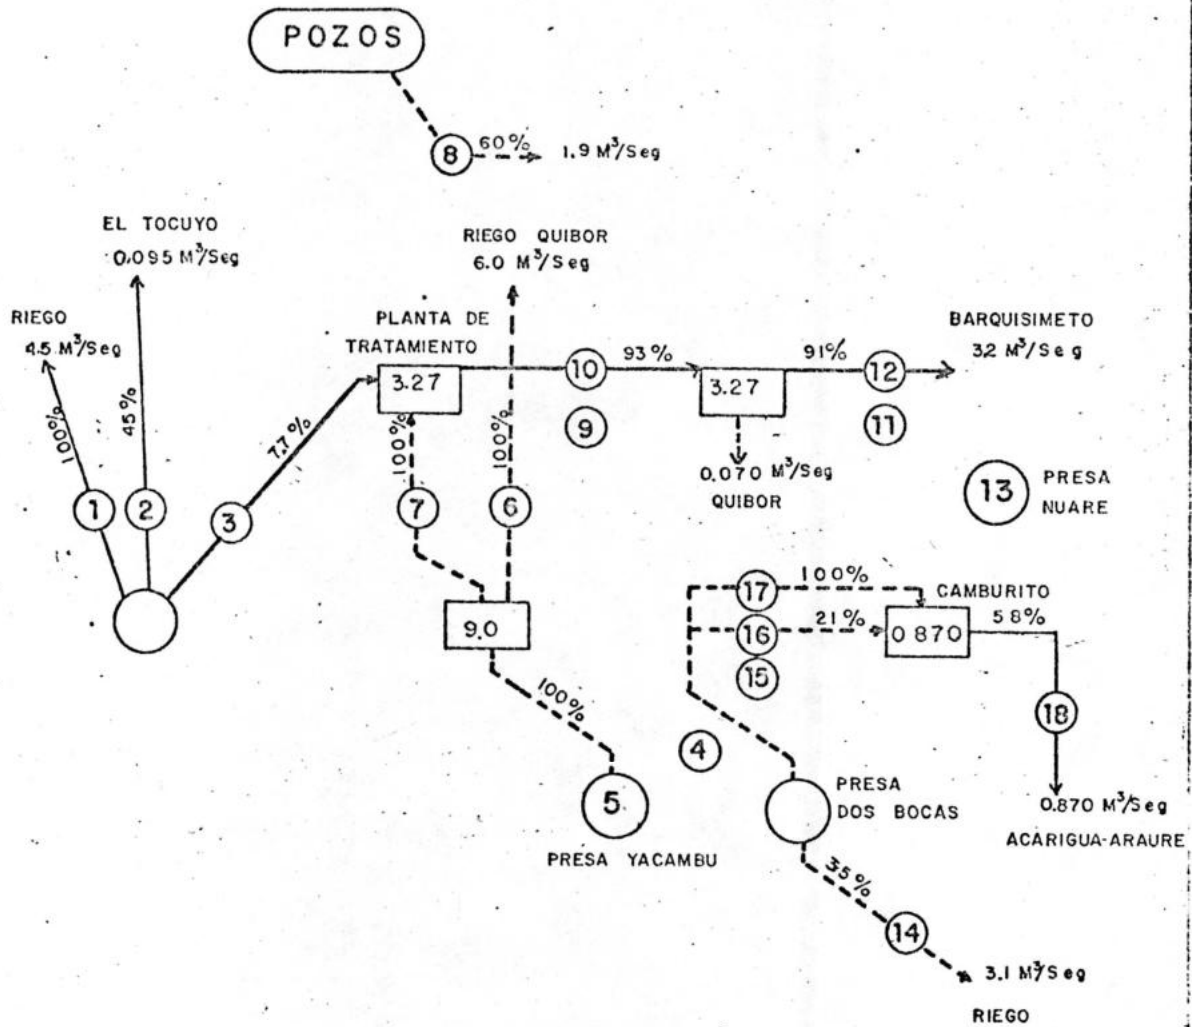 POZOS
8
60%
1.9 M³/Seg
EL TOCUYO
0.095 M³/Seg
RIEGO QUIBOR
6.0 M³/Seg
RIEGO
4.5 M³/Seg
PLANTA DE
TRATAMIENTO
BARQUISIMETO
3.2 M³/Seg
3.27
10
93%
3.27
91%
12
9
11
100%
45%
77%
100%
100%
0.070 M³/Seg
QUIBOR
1
2
3
7
6
13
PRESA
NUARE
17
100%
CAMBURITO
16
21%
0.870
58%
15
9.0
100%
4
18
5
PRESA YACAMBU
PRESA
DOS BOCAS
0.870 M³/Seg
ACARIGUA-ARAURE
35%
14
3.1 M³/Seg
RIEGO